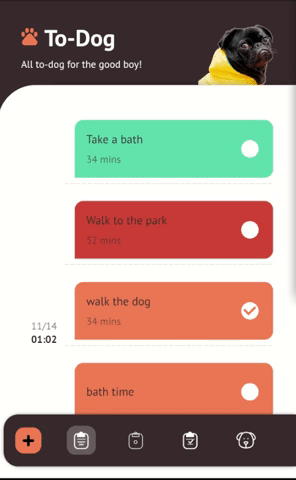 To-Dog
All to-dog for the good boy!
Take a bath
34 mins
Walk to the park
52 mins
walk the dog
34 mins
11/14
01:02
bath time